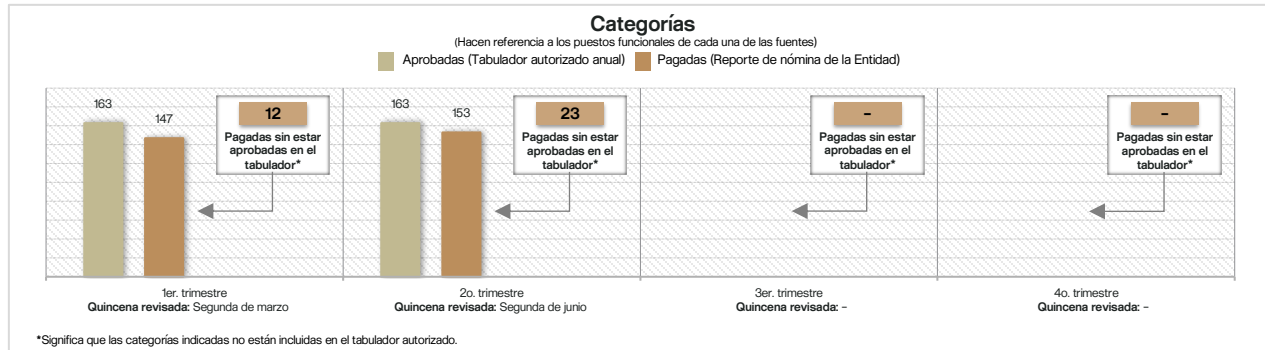 Categorías
(Hacen referencia a los puestos funcionales de cada una de las fuentes)
Aprobadas (Tabulador autorizado anual) Pagadas (Reporte de nómina de la Entidad)
163
147
12
Pagadas sin estar
aprobadas en el
tabulador*
163
153
23
Pagadas sin estar
aprobadas en el
tabulador*
–
Pagadas sin estar
aprobadas en el
tabulador*
–
Pagadas sin estar
aprobadas en el
tabulador*
1er. trimestre
Quincena revisada: Segunda de marzo
2o. trimestre
Quincena revisada: Segunda de junio
3er. trimestre
Quincena revisada: –
4o. trimestre
Quincena revisada: –
*Significa que las categorías indicadas no están incluidas en el tabulador autorizado.